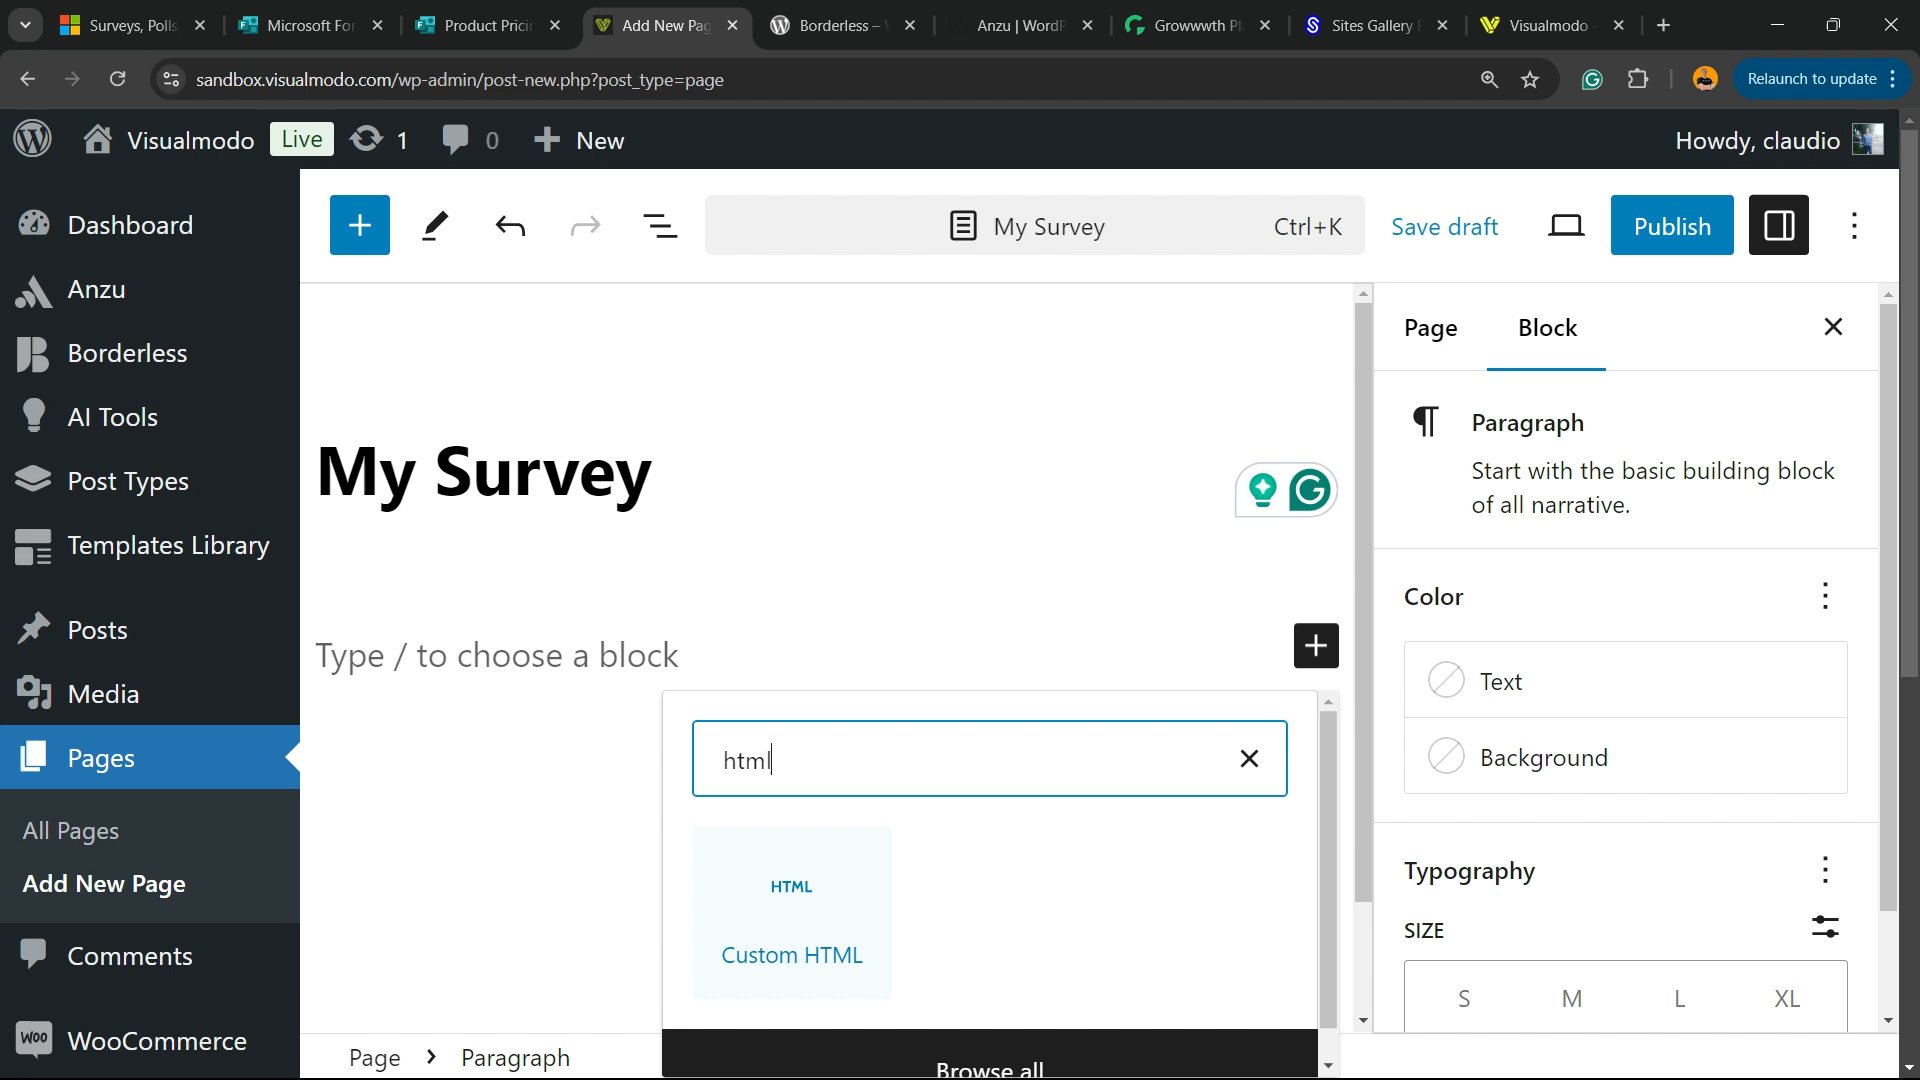 Surveys, Polls
Microsoft For
Product Pricin
Add New Pag
Borderless –
Anzu | WordP
Growwwth Pl
Sites Gallery
Visualmodo -
sandbox.visualmodo.com/wp-admin/post-new.php?post_type=page
Relaunch to update
Visualmodo
Live
1
0
New
Howdy, claudio
Dashboard
Anzu
Borderless
AI Tools
Post Types
Templates Library
Posts
Media
Pages
All Pages
Add New Page
Comments
WOO WooCommerce
My Survey
Ctrl+K
Save draft
Publish
My Survey
Type / to choose a block
html
HTML
Custom HTML
Browse all
Page
Paragraph
Page
Block
Paragraph
Start with the basic building block
of all narrative.
Color
Text
Background
Typography
SIZE
S
M
L
XL